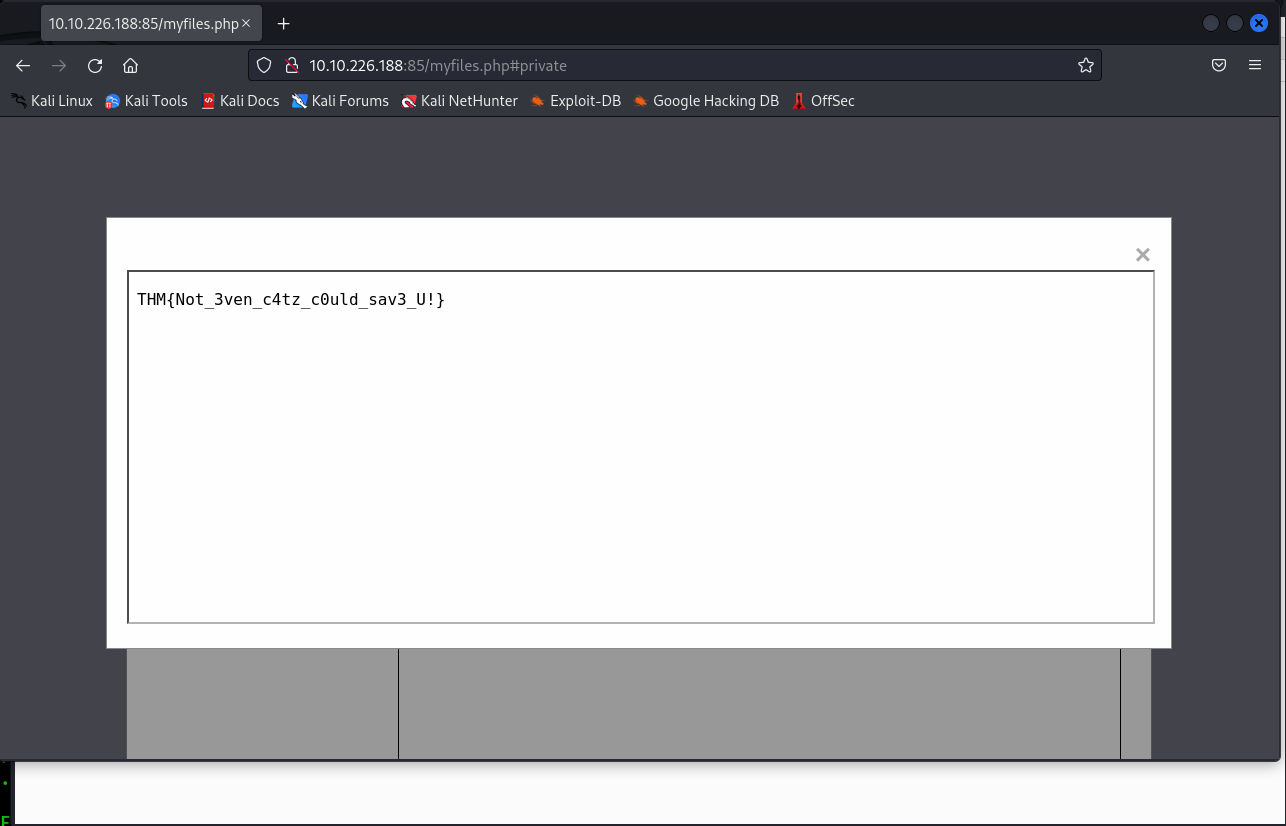 10.10.226.188:85/myfiles.php
10.10.226.188:85/myfiles.php#private
Kali Linux Kali Tools Kali Docs Kali Forums Kali NetHunter Exploit-DB Google Hacking DB OffSec
THM{Not_3ven_c4tz_c0uld_sav3_U!}